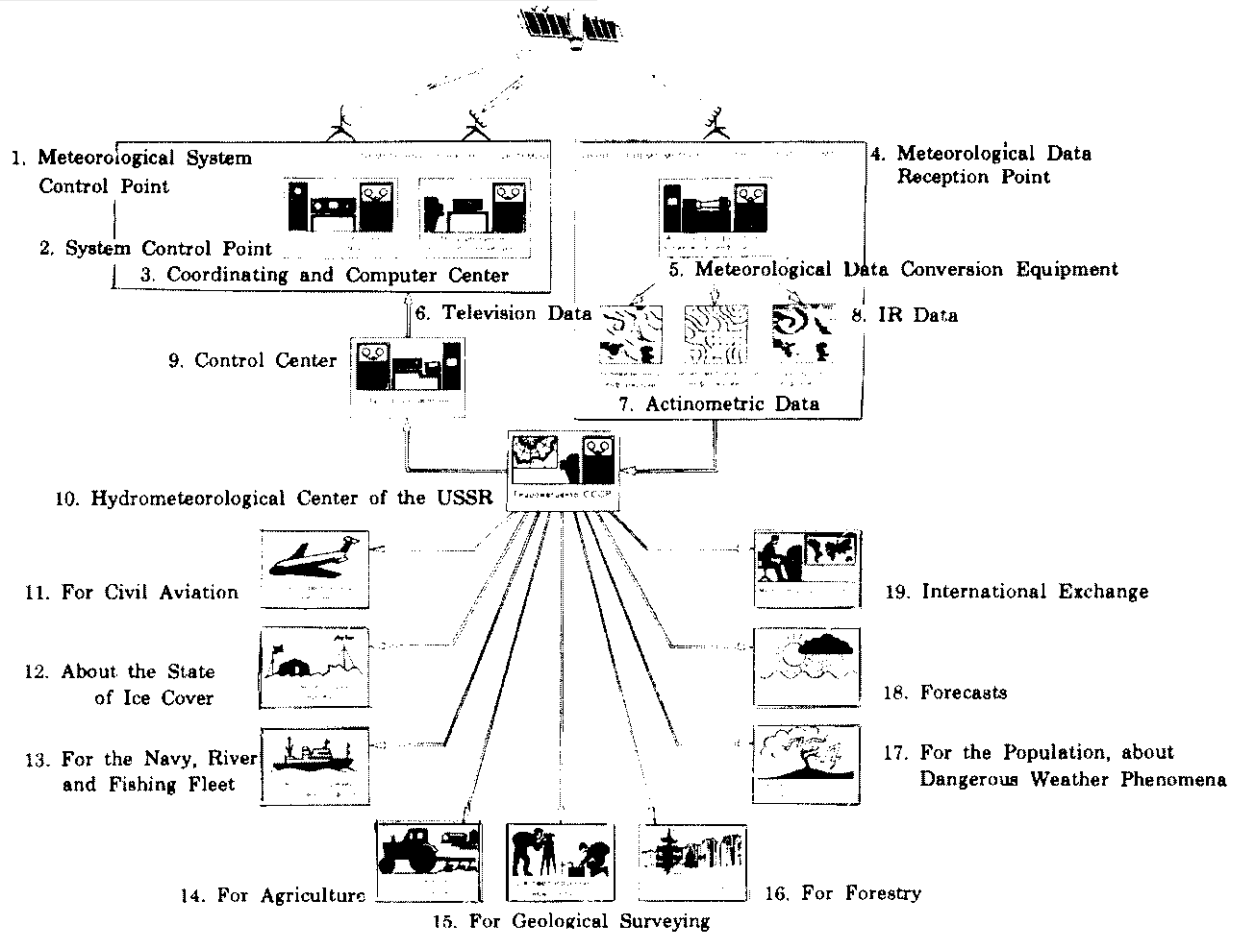 1. Meteorological System
Control Point
2. System Control Point
3. Coordinating and Computer Center
4. Meteorological Data
Reception Point
5. Meteorological Data Conversion Equipment
6. Television Data
7. Actinometric Data
8. IR Data
9. Control Center
10. Hydrometeorological Center of the USSR
11. For Civil Aviation
12. About the State
of Ice Cover
13. For the Navy, River
and Fishing Fleet
14. For Agriculture
15. For Geological Surveying
16. For Forestry
17. For the Population, about
Dangerous Weather Phenomena
18. Forecasts
19. International Exchange